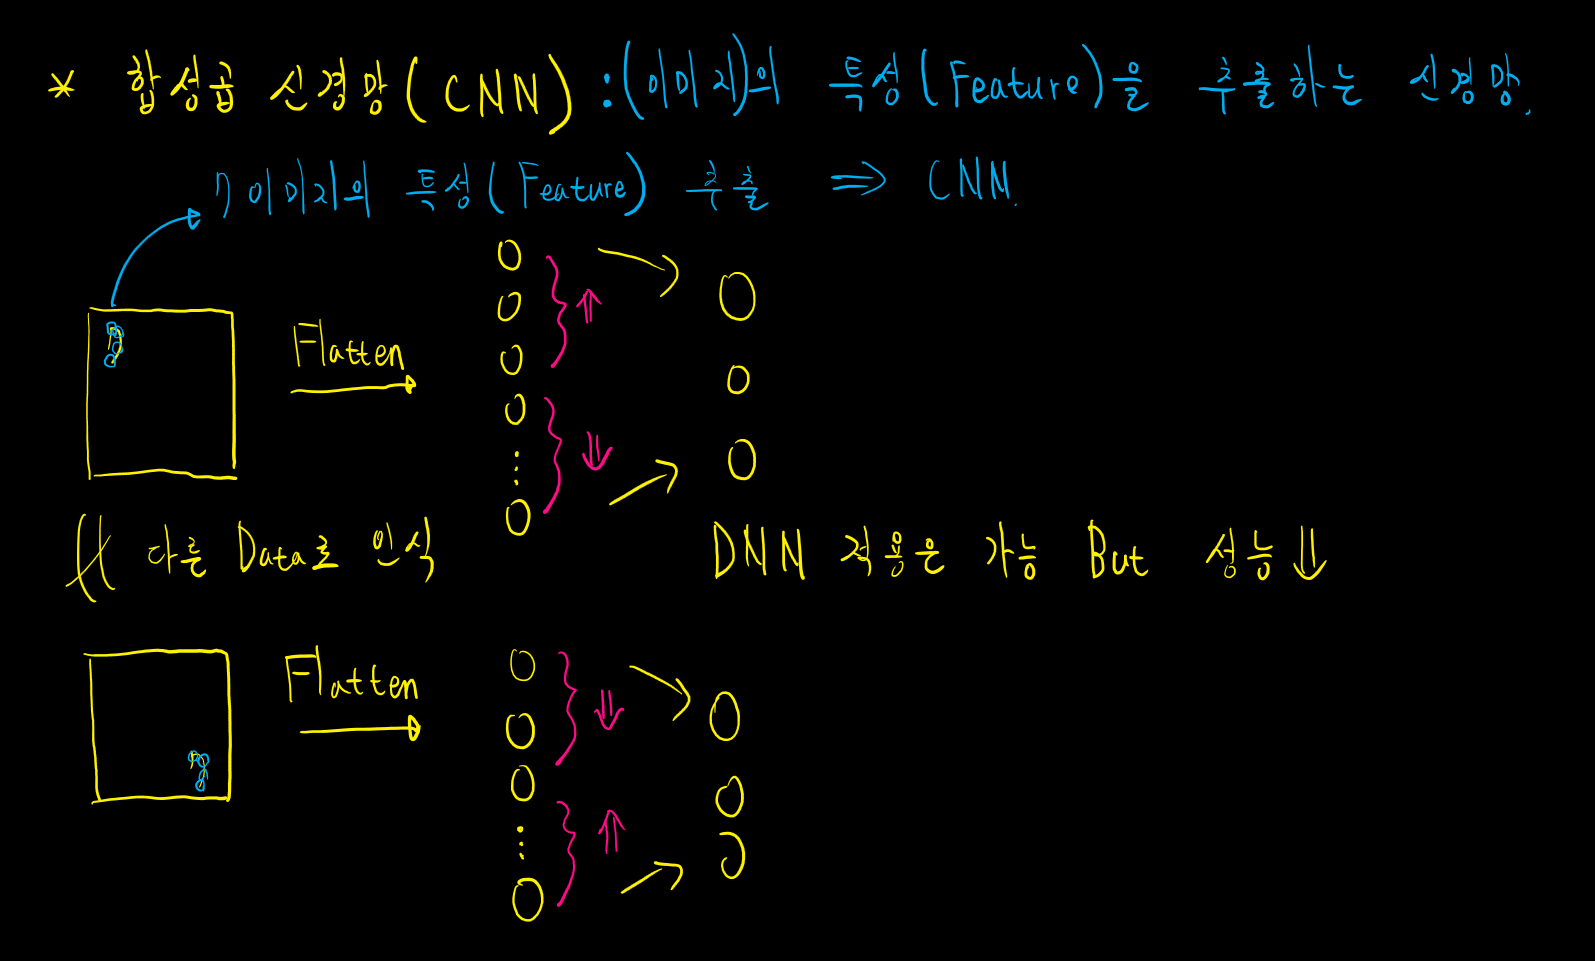 * 합성곱 신경망(CNN) : (이미지)의 특성(Feature)을 추출하는 신경망.
7 이미지의 특성(Feature) 추출 ⇒ CNN.
Flatten
다른 Data로 인식
DNN 적용은 가능 But 성능 ⇓
Flatten